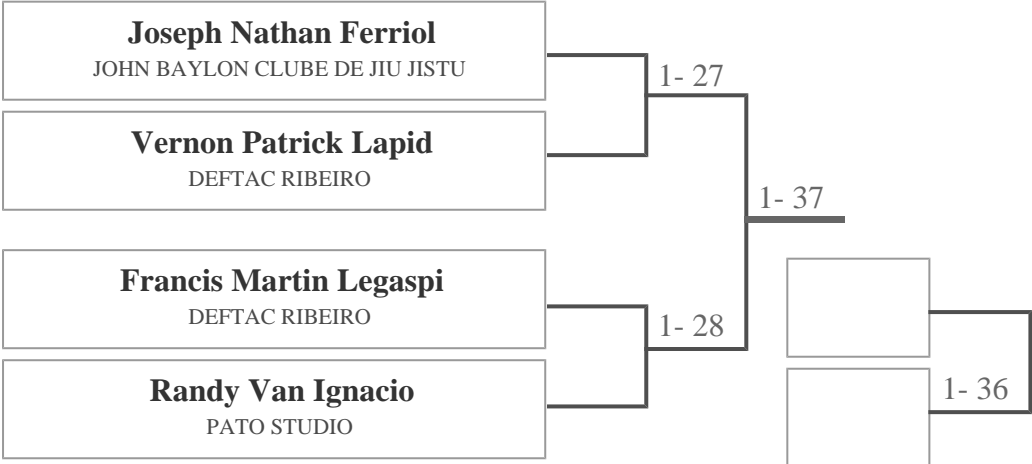 Joseph Nathan Ferriol
JOHN BAYLON CLUBE DE JIU JISTU
1- 27
Vernon Patrick Lapid
DEFTAC RIBEIRO
1- 37
Francis Martin Legaspi
DEFTAC RIBEIRO
1- 28
Randy Van Ignacio
PATO STUDIO
1- 36